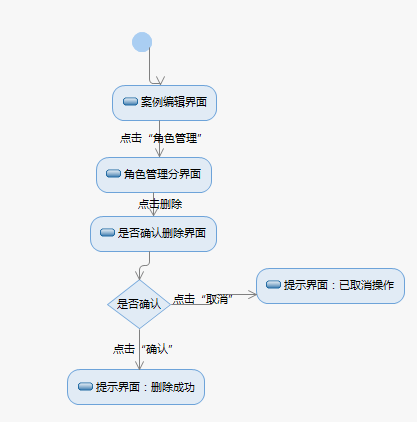 案例编辑界面
点击“角色管理”
角色管理分界面
点击删除
是否确认删除界面
是否确认
点击“取消”
提示界面：已取消操作
点击“确认”
提示界面：删除成功